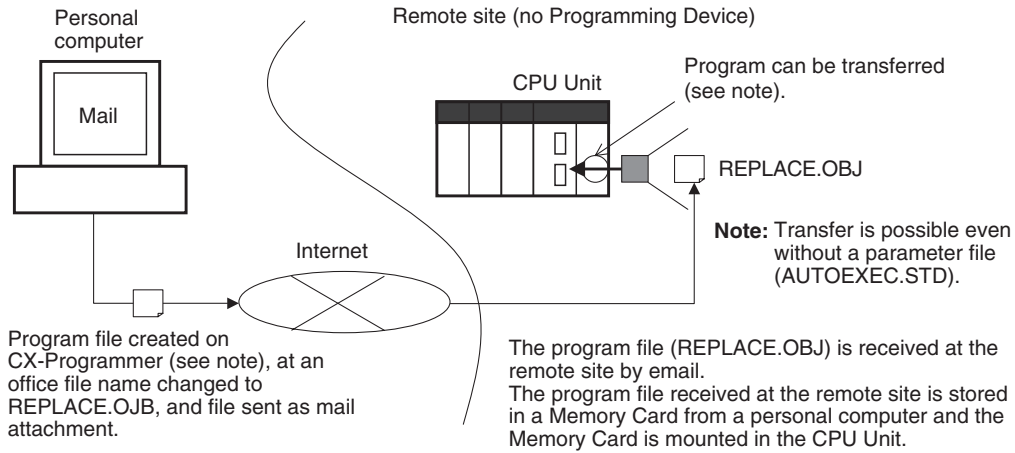 Personal
computer
Mail
Remote site (no Programming Device)
CPU Unit
Program can be transferred
(see note).
REPLACE.OBJ
Note: Transfer is possible even
without a parameter file
(AUTOEXEC.STD).
Internet
Program file created on
CX-Programmer (see note), at an
office file name changed to
REPLACE.OJB, and file sent as mail
attachment.
The program file (REPLACE.OBJ) is received at the
remote site by email.
The program file received at the remote site is stored
in a Memory Card from a personal computer and the
Memory Card is mounted in the CPU Unit.